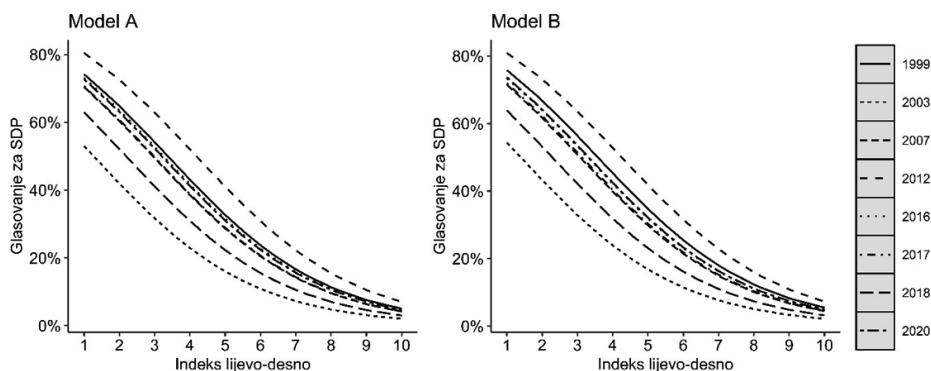 Model A
Glasovanje za SDP
80%
60%
40%
20%
0%
1 2 3 4 5 6 7 8 9 10
Indeks lijevo-desno
Model B
Glasovanje za SDP
80%
60%
40%
20%
0%
1 2 3 4 5 6 7 8 9 10
Indeks lijevo-desno
1999
2003
2007
2012
2016
2017
2018
2020